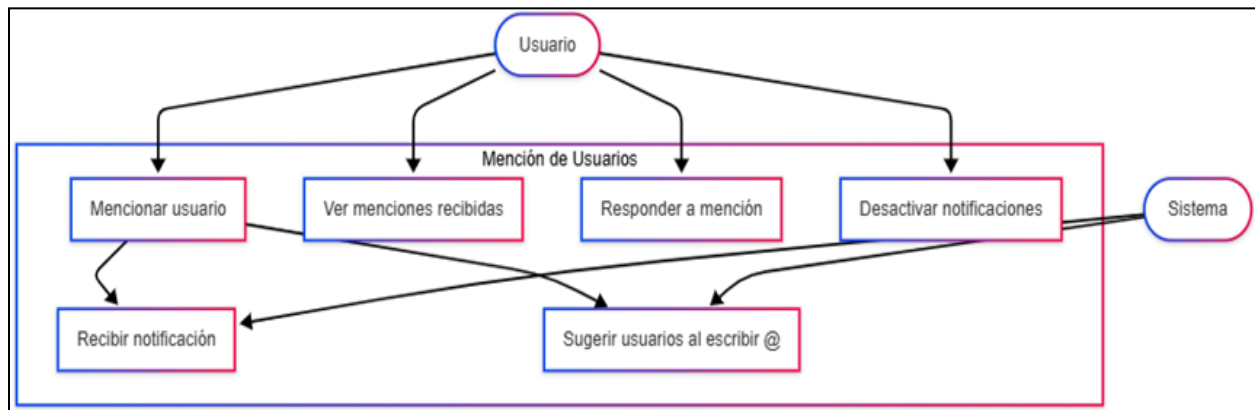 Usuario
Mención de Usuarios
Mencionar usuario
Ver menciones recibidas
Responder a mención
Desactivar notificaciones
Sistema
Recibir notificación
Sugerir usuarios al escribir @